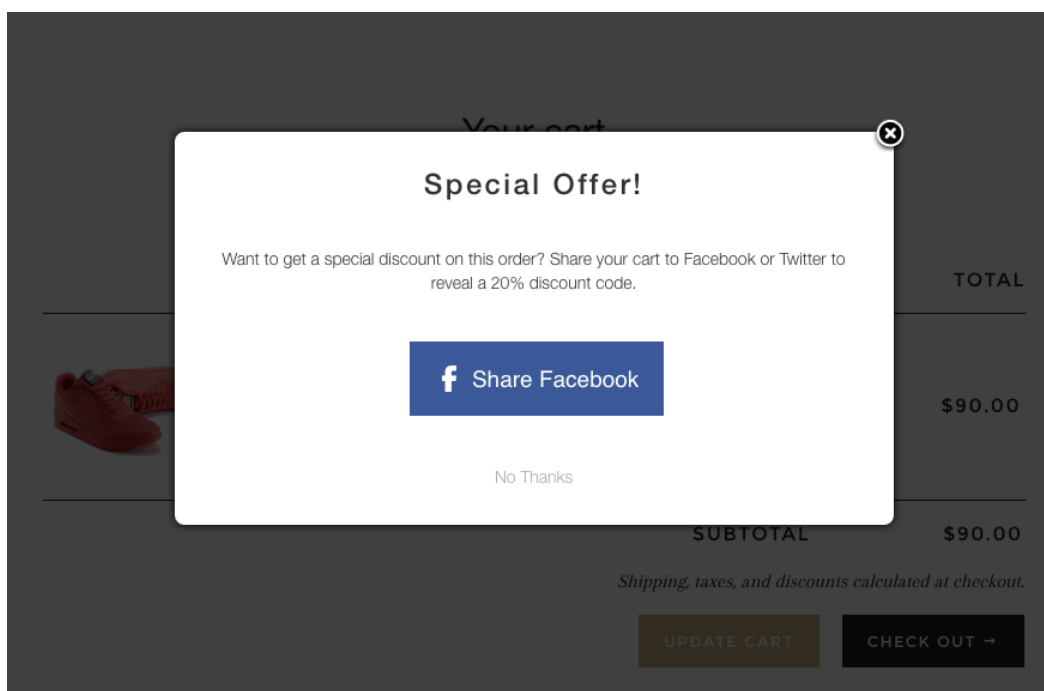 Your cart
Special Offer!
Want to get a special discount on this order? Share your cart to Facebook or Twitter to
reveal a 20% discount code.
TOTAL
f Share Facebook
$90.00
No Thanks
SUBTOTAL $90.00
Shipping, taxes, and discounts calculated at checkout.
UPDATE CART CHECK OUT →